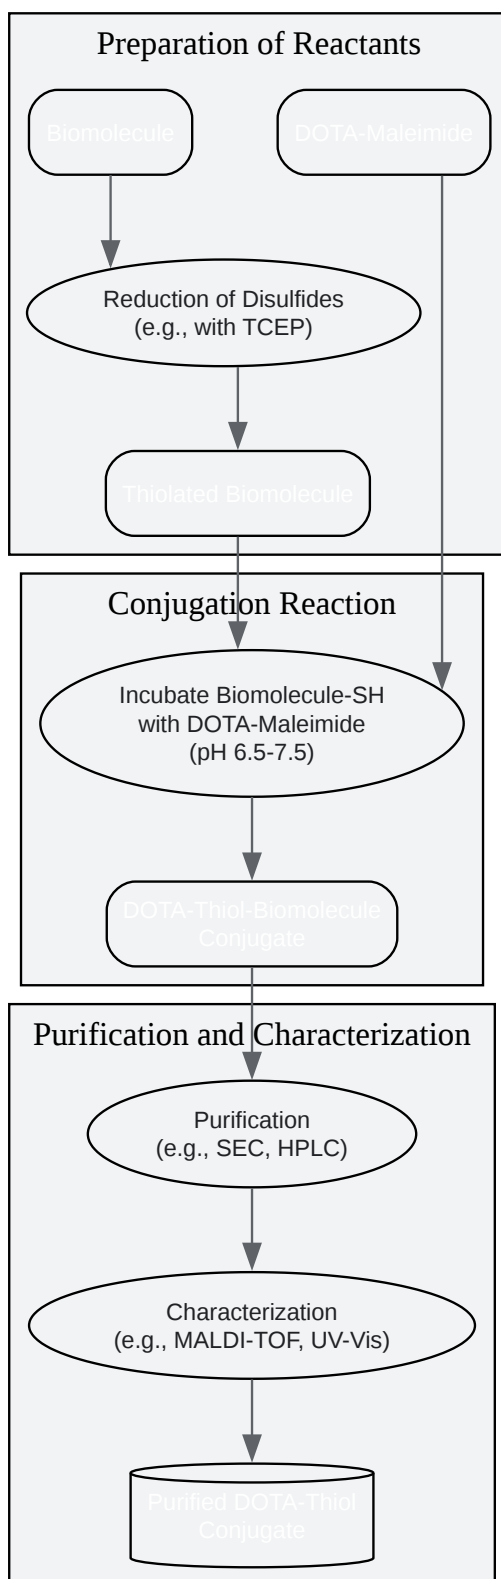 Preparation of Reactants
Biomolecule
DOTA-Maleimide
Reduction of Disulfides
(e.g., with TCEP)
Thiolated Biomolecule
Conjugation Reaction
Incubate Biomolecule-SH
with DOTA-Maleimide
(pH 6.5-7.5)
DOTA-Thiol-Biomolecule
Conjugate
Purification and Characterization
Purification
(e.g., SEC, HPLC)
Characterization
(e.g., MALDI-TOF, UV-Vis)
Purified DOTA-Thiol
Conjugate